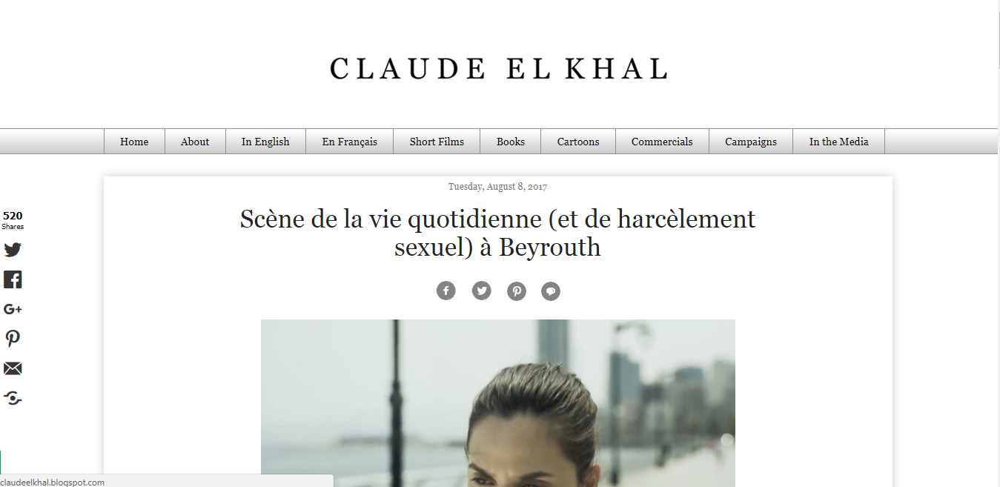 CLAUDE EL KHAL
Home About In English En Français Short Films Books Cartoons Commercials Campaigns In the Media
Tuesday, August 8, 2017
Scène de la vie quotidienne (et de harcèlement
sexuel) à Beyrouth
520
Shares
G+
claudeelkhal.blogspot.com